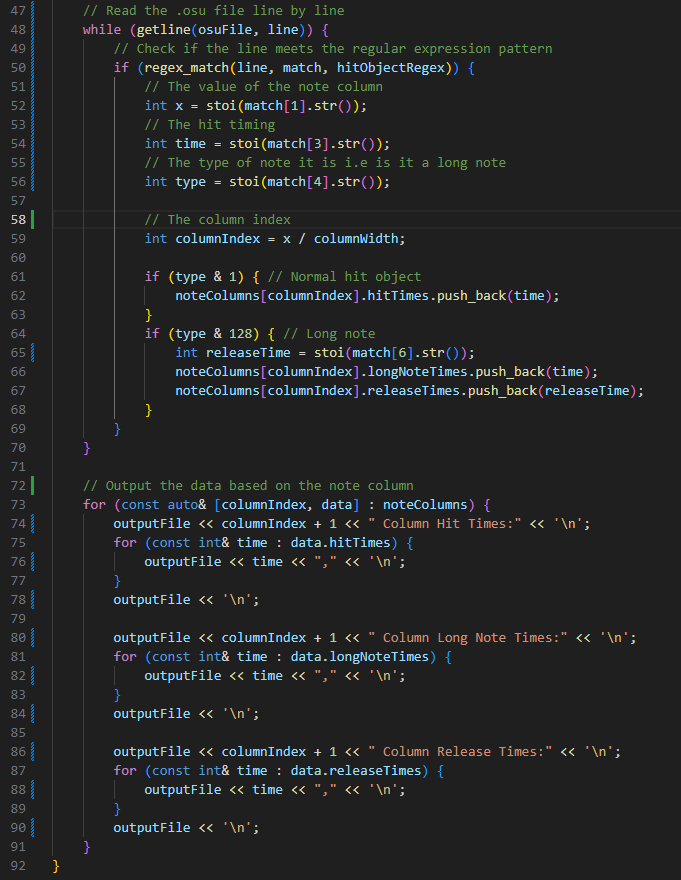 47 // Read the .osu file line by line
48 while (getline(osuFile, line)) {
49 // Check if the line meets the regular expression pattern
50 if (regex_match(line, match, hitObjectRegex)) {
51 // The value of the note column
52 int x = stoi(match[1].str());
53 // The hit timing
54 int time = stoi(match[3].str());
55 // The type of note it is i.e is it a long note
56 int type = stoi(match[4].str());
57
58 // The column index
59 int columnIndex = x / columnWidth;
60
61 if (type & 1) { // Normal hit object
62 noteColumns[columnIndex].hitTimes.push_back(time);
63 }
64 if (type & 128) { // Long note
65 int releaseTime = stoi(match[6].str());
66 noteColumns[columnIndex].longNoteTimes.push_back(time);
67 noteColumns[columnIndex].releaseTimes.push_back(releaseTime);
68 }
69 }
70 }
71
72 // Output the data based on the note column
73 for (const auto& [columnIndex, data] : noteColumns) {
74 outputFile << columnIndex + 1 << " Column Hit Times:" << '\n';
75 for (const int& time : data.hitTimes) {
76 outputFile << time << "," << '\n';
77 }
78 outputFile << '\n';
79
80 outputFile << columnIndex + 1 << " Column Long Note Times:" << '\n';
81 for (const int& time : data.longNoteTimes) {
82 outputFile << time << "," << '\n';
83 }
84 outputFile << '\n';
85
86 outputFile << columnIndex + 1 << " Column Release Times:" << '\n';
87 for (const int& time : data.releaseTimes) {
88 outputFile << time << "," << '\n';
89 }
90 outputFile << '\n';
91 }
92 }